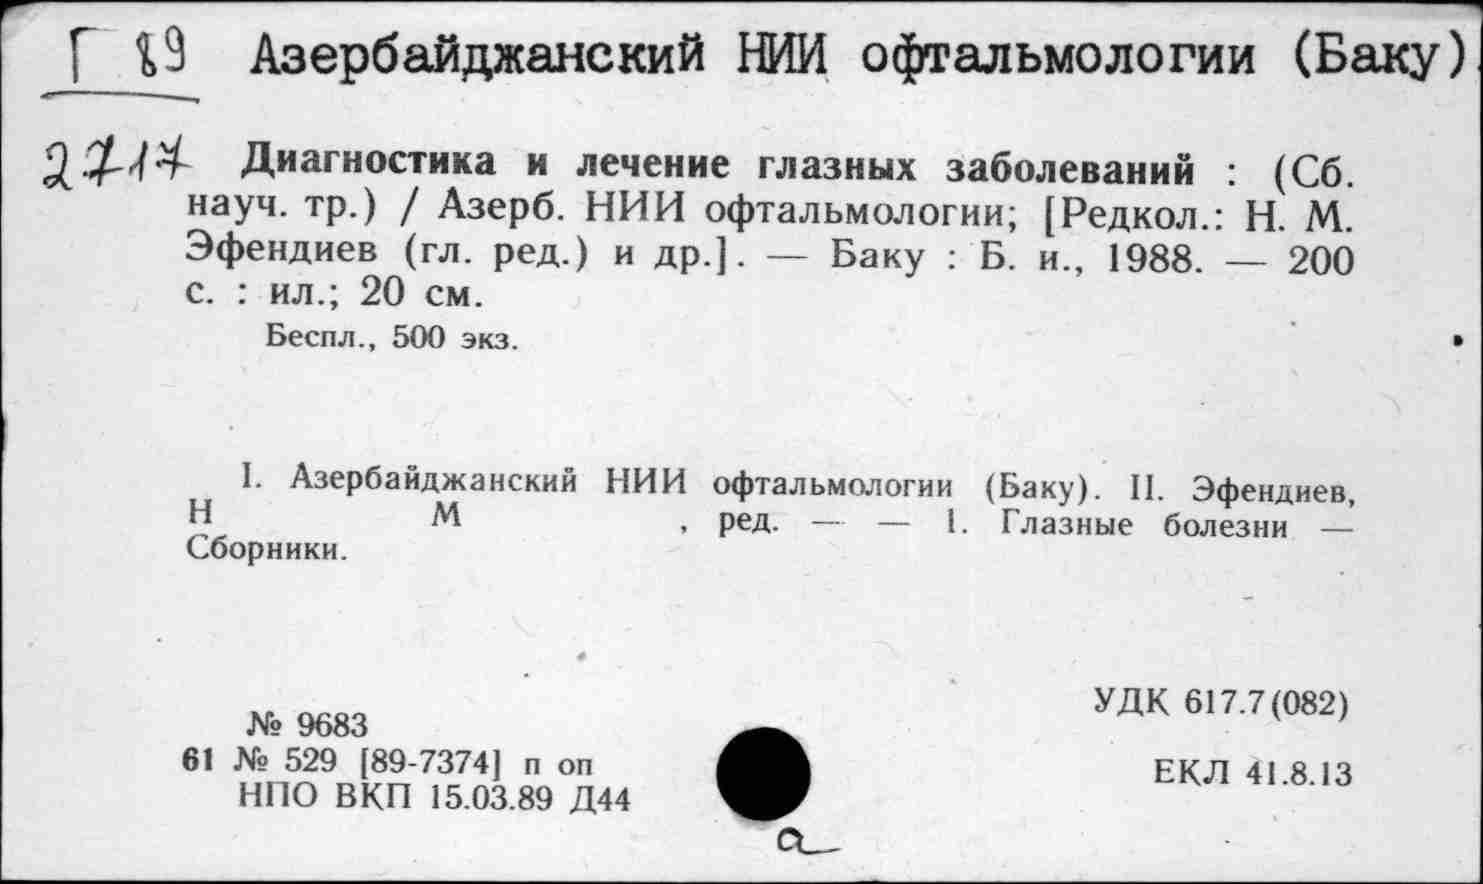 Г 89 Азербайджанский НИИ офтальмологии (Баку)
Диагностика и лечение глазных заболеваний : (Сб.
науч. тр.) / Азерб. НИИ офтальмологии; [Редкол.: Н. М.
Эфендиев (гл. ред.) и др.]. — Баку : Б. и., 1988. — 200
с. : ил.; 20 см.
Беспл., 500 экз.
I. Азербайджанский НИИ офтальмологии (Баку). II. Эфендиев,
Н М , ред. — — 1. Глазные болезни —
Сборники.
№ 9683
61 № 529 [89-7374] п оп
НПО ВКП 15.03.89 Д44
УДК 617.7(082)
ЕКЛ 41.8.13